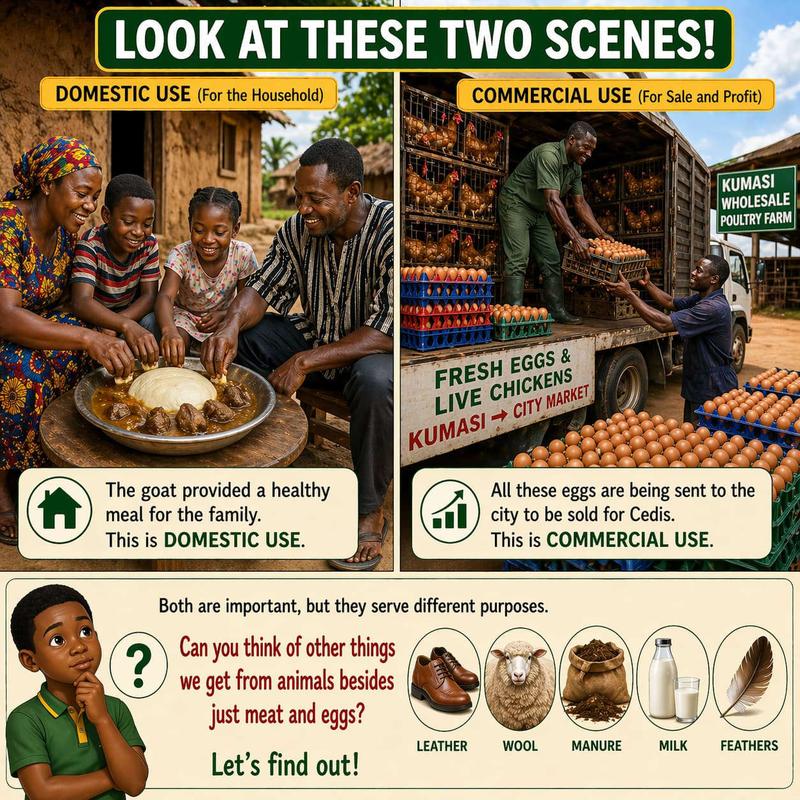 LOOK AT THESE TWO SCENES!
DOMESTIC USE (For the Household)
COMMERCIAL USE (For Sale and Profit)
KUMASI
WHOLESALE
POULTRY FARM
FRESH EGGS &
LIVE CHICKENS
KUMASI → CITY MARKET
The goat provided a healthy
meal for the family.
This is DOMESTIC USE.
All these eggs are being sent to the
city to be sold for Cedis.
This is COMMERCIAL USE.
Both are important, but they serve different purposes.
?
Can you think of other things
we get from animals besides
just meat and eggs?
Let's find out!
LEATHER
WOOL
MANURE
MILK
FEATHERS